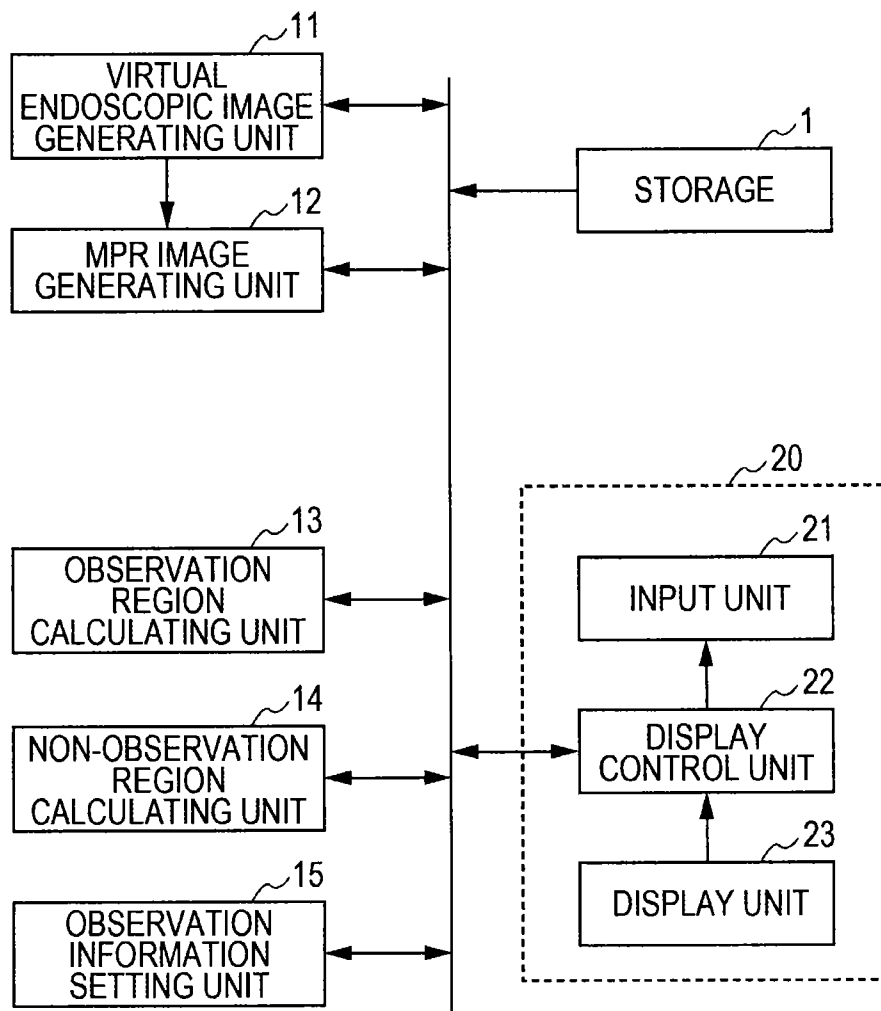 11
VIRTUAL
ENDOSCOPIC IMAGE
GENERATING UNIT
12
MPR IMAGE
GENERATING UNIT
1
STORAGE
13
OBSERVATION
REGION
CALCULATING UNIT
14
NON-OBSERVATION
REGION
CALCULATING UNIT
15
OBSERVATION
INFORMATION
SETTING UNIT
20
21
INPUT UNIT
22
DISPLAY
CONTROL UNIT
23
DISPLAY UNIT